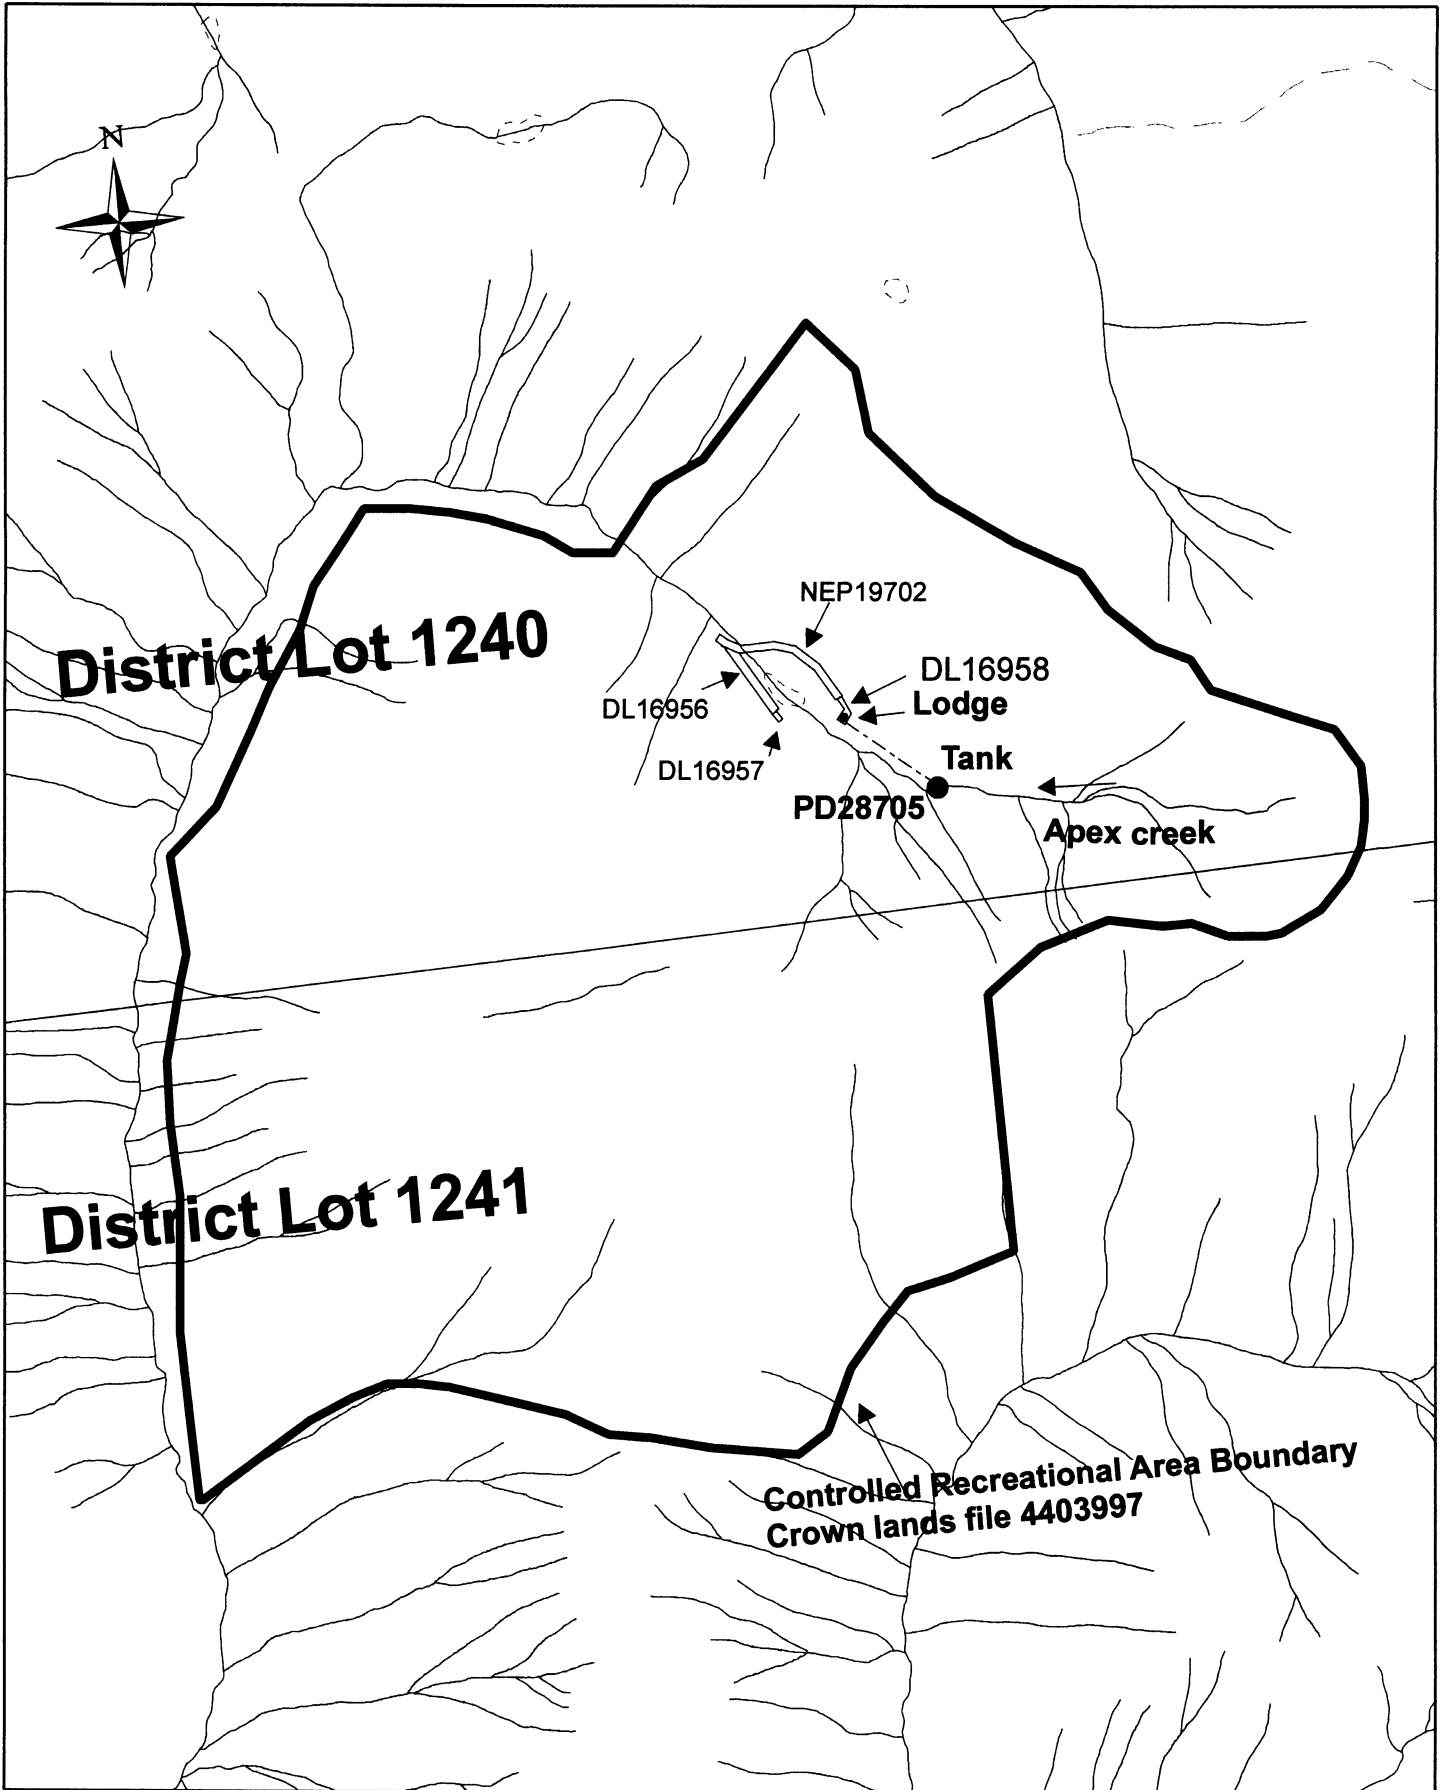 N
NEP19702
District Lot 1240
DL16958
Lodge
DL16956
Tank
DL16957
PD28705
Apex creek
District Lot 1241
Controlled Recreational Area Boundary
Crown lands file 4403997